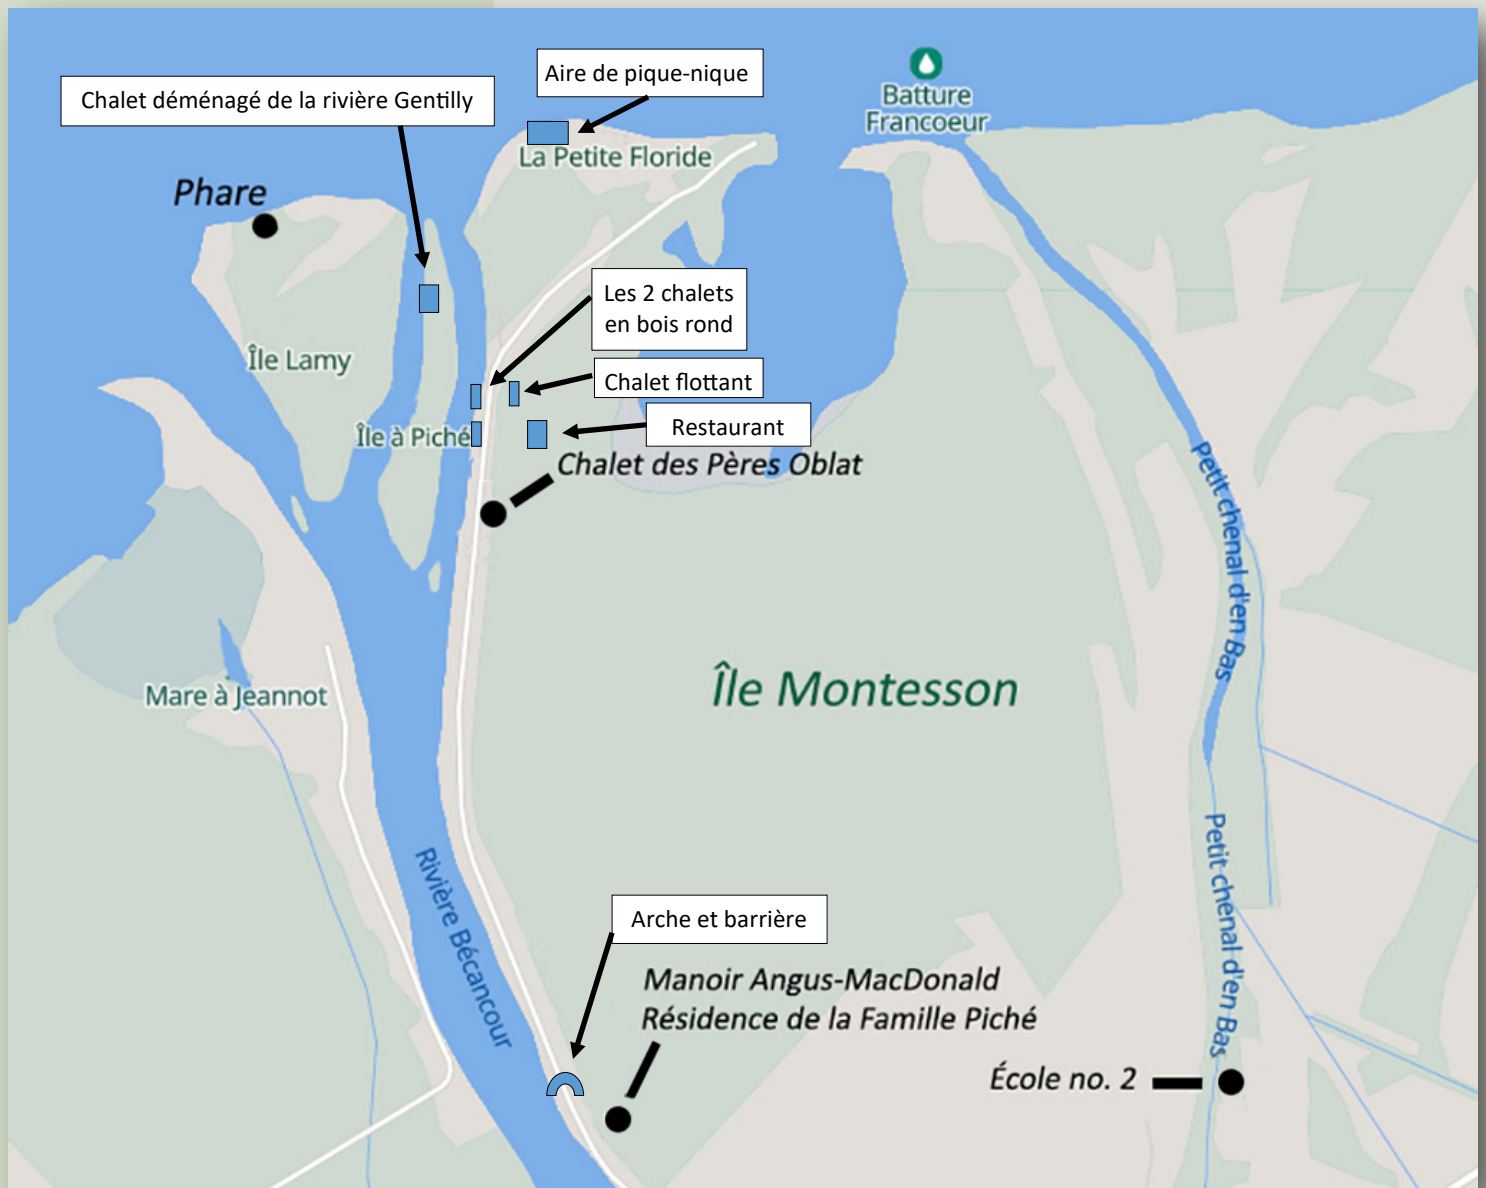 Aire de pique-nique
Chalet déménagé de la rivière Gentilly
Batture
Francoeur
La Petite Floride
Phare
Les 2 chalets
en bois rond
Île Lamy
Chalet flottant
Restaurant
Île à Piché
Chalet des Pères Oblat
Petit chenal d'en Bas
Île Montesson
Mare à Jeannot
Petit chenal d'en Bas
Rivière Bécancour
Arche et barrière
Manoir Angus-MacDonald
Résidence de la Famille Piché
École no. 2